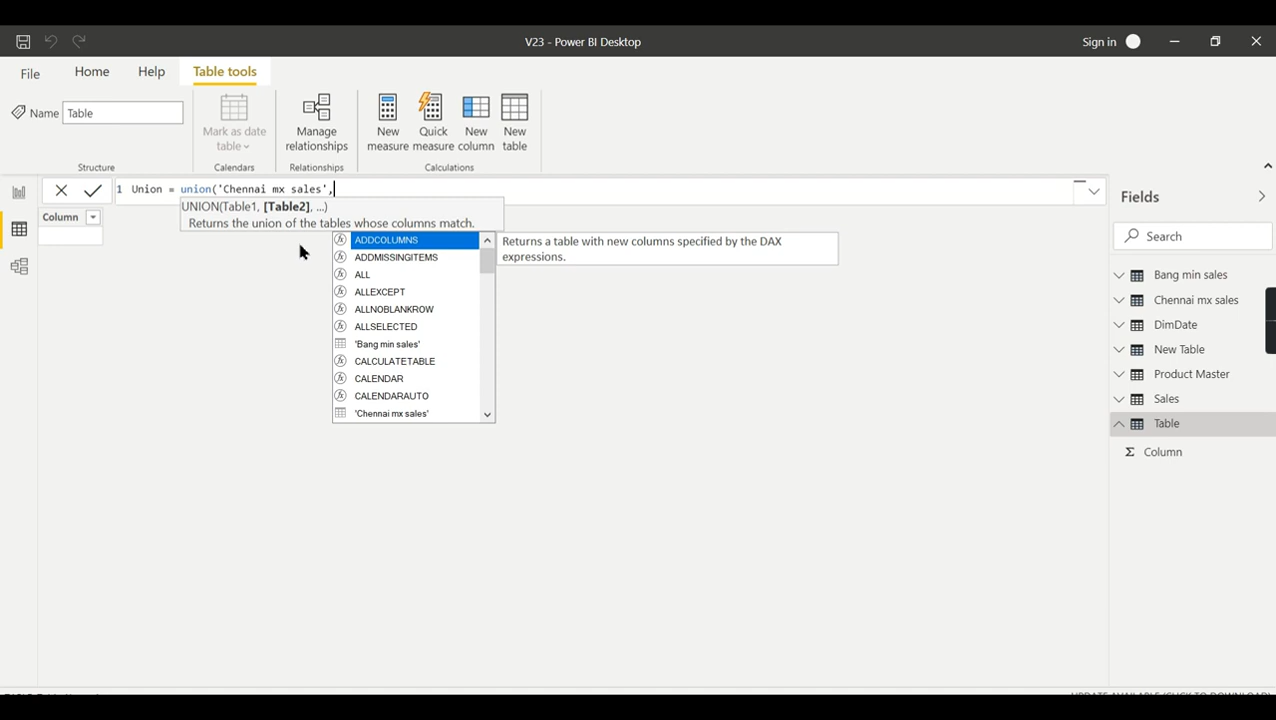 V23 - Power BI Desktop
Sign in
File
Home
Help
Table tools
Name
Table
Mark as date table
Manage relationships
New measure
Quick measure
New column
New table
Structure
Calendars
Relationships
Calculations
1 Union = union('Chennai mx sales',
UNION(Table1, [Table2], ...)
Returns the union of the tables whose columns match.
Column
ADDCOLUMNS
Returns a table with new columns specified by the DAX
expressions.
ADDMISSINGITEMS
ALL
ALLEXCEPT
ALLNOBLANKROW
ALLSELECTED
'Bang min sales'
CALCULATETABLE
CALENDAR
CALENDARAUTO
'Chennai mx sales'
Fields
Search
Bang min sales
Chennai mx sales
DimDate
New Table
Product Master
Sales
Table
Σ Column